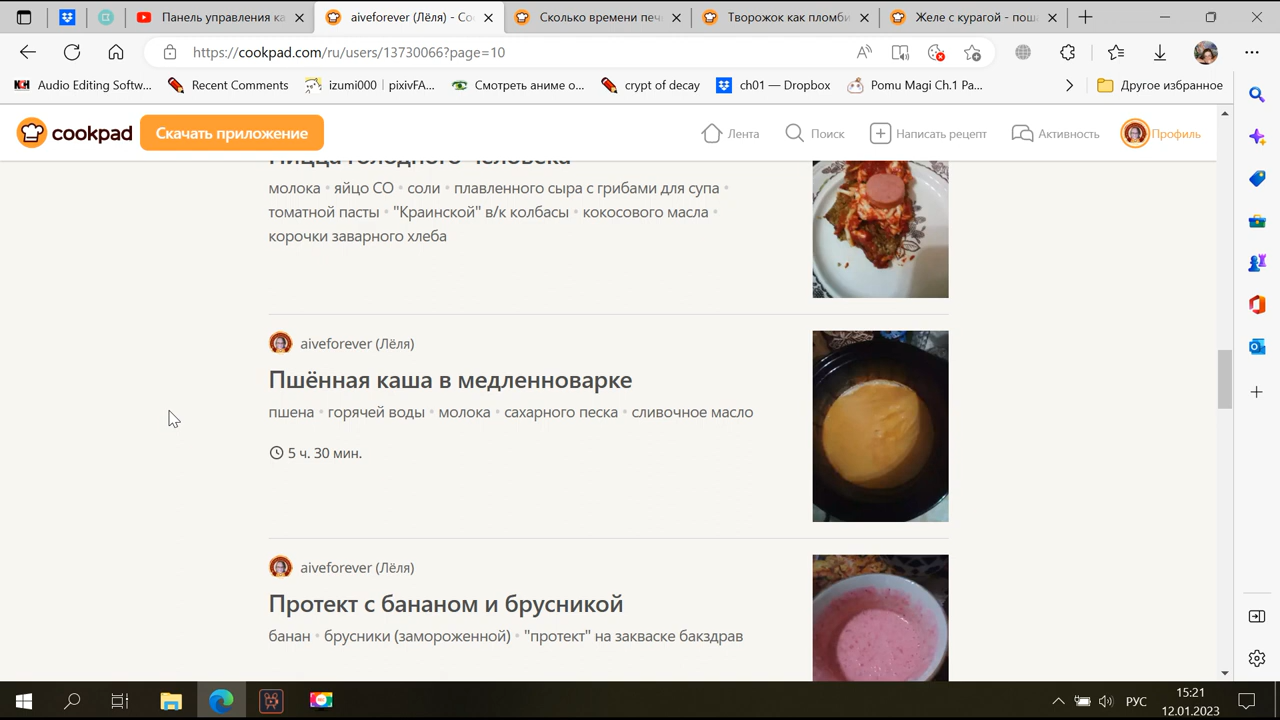 Панель управления ка
aiveforever (Лёля) - Co
Сколько времени печ
Творожок как пломби
Желе с курагой - поша
https://cookpad.com/ru/users/13730066?page=10
Audio Editing Softw...
Recent Comments
izumi000 | pixivFA...
Смотреть аниме о...
crypt of decay
ch01 — Dropbox
Pomu Magi Ch.1 Pa...
Другое избранное
cookpad
Скачать приложение
Лента
Поиск
Написать рецепт
Активность
Профиль
Пицца голодного человека
молока • яйцо СО • соли • плавленного сыра с грибами для супа •
томатной пасты • "Краинской" в/к колбасы • кокосового масла •
корочки заварного хлеба
aiveforever (Лёля)
Пшённая каша в медленноварке
пшена • горячей воды • молока • сахарного песка • сливочное масло
5 ч. 30 мин.
aiveforever (Лёля)
Протект с бананом и брусникой
банан • брусники (замороженной) • "протект" на закваске бакздрав
РУС
15:21
12.01.2023